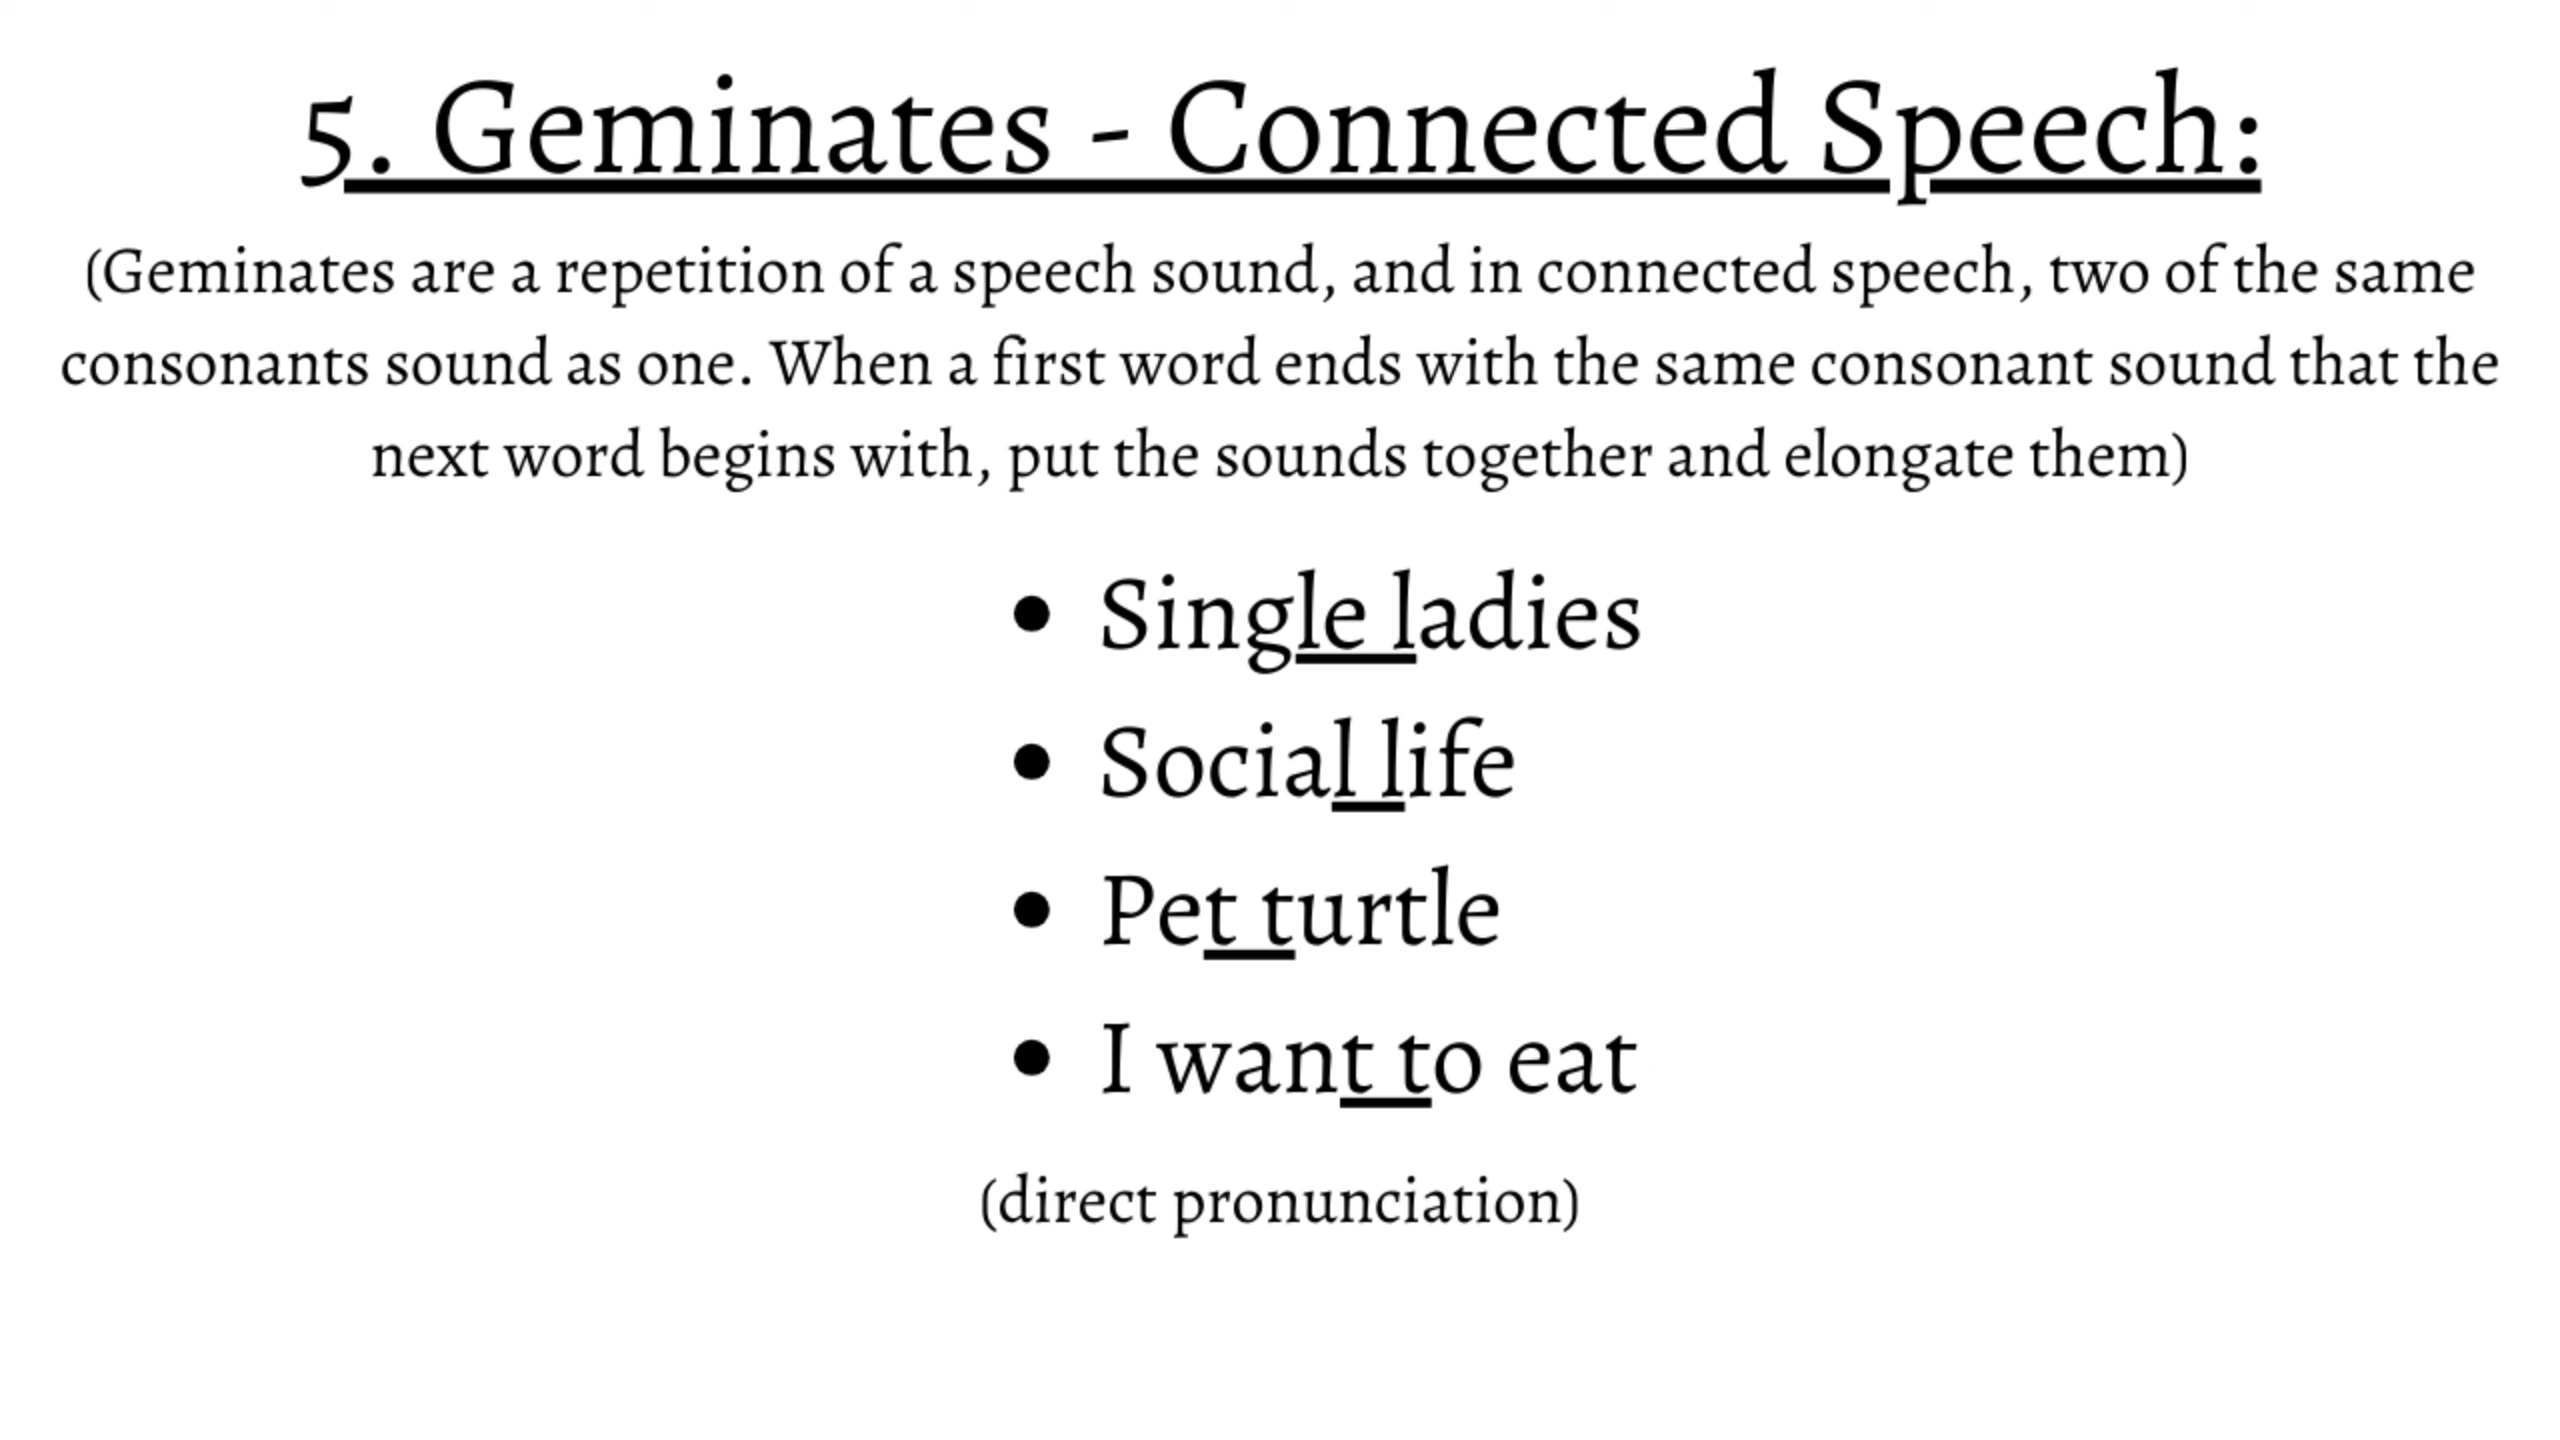 5. Geminates - Connected Speech:
(Geminates are a repetition of a speech sound, and in connected speech, two of the same
consonants sound as one. When a first word ends with the same consonant sound that the
next word begins with, put the sounds together and elongate them)
• Single ladies
• Social life
• Pet turtle
• I want to eat
(direct pronunciation)